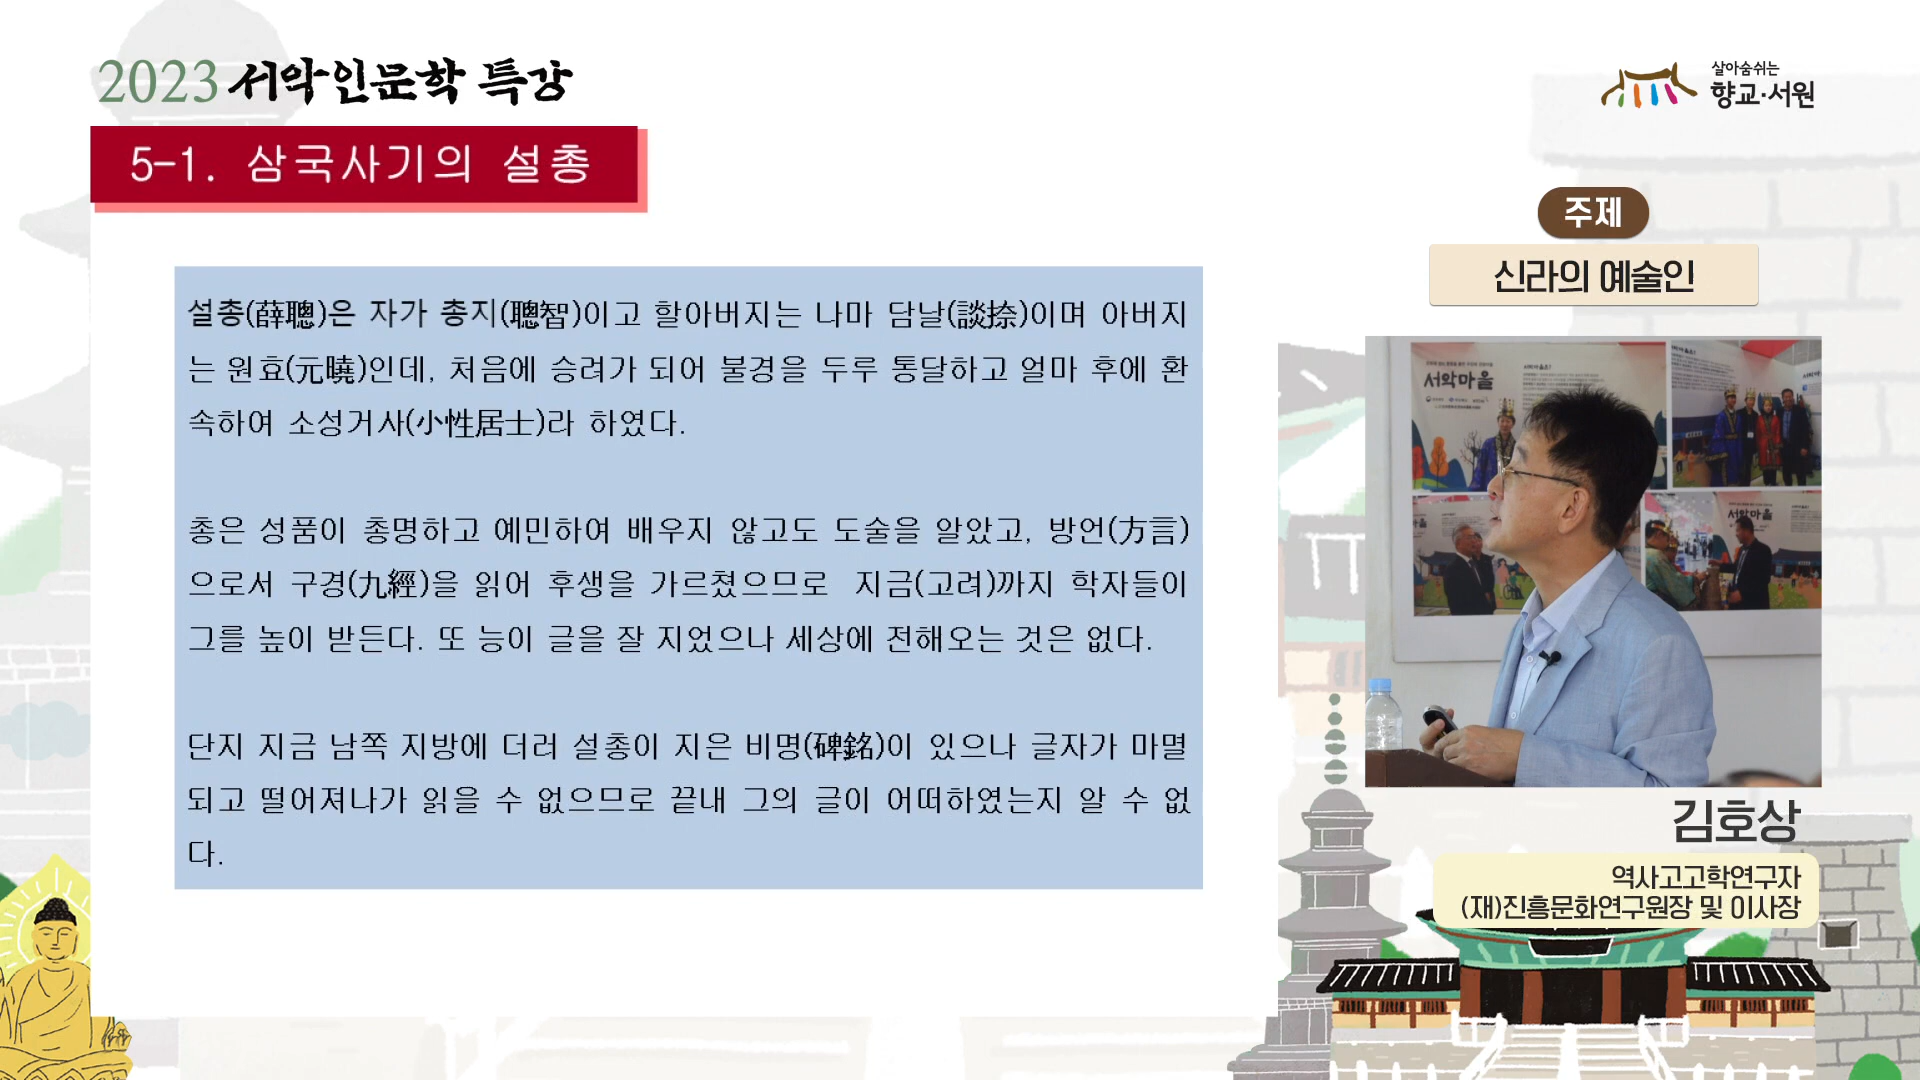 2023 서악인문학 특강
살아숨쉬는
향교·서원
5-1. 삼국사기의 설총
주제
신라의 예술인
설총(薛聰)은 자가 총지(聰智)이고 할아버지는 나마 담날(談捺)이며 아버지
는 원효(元曉)인데, 처음에 승려가 되어 불경을 두루 통달하고 얼마 후에 환
속하여 소성거사(小性居士)라 하였다.
총은 성품이 총명하고 예민하여 배우지 않고도 도술을 알았고, 방언(方言)
으로서 구경(九經)을 읽어 후생을 가르쳤으므로 지금(고려)까지 학자들이
그를 높이 받든다. 또 능이 글을 잘 지었으나 세상에 전해오는 것은 없다.
단지 지금 남쪽 지방에 더러 설총이 지은 비명(碑銘)이 있으나 글자가 마멸
되고 떨어져나가 읽을 수 없으므로 끝내 그의 글이 어떠하였는지 알 수 없
다.
서악마을
서악마을
김호상
역사고고학연구자
(재)진흥문화연구원장 및 이사장